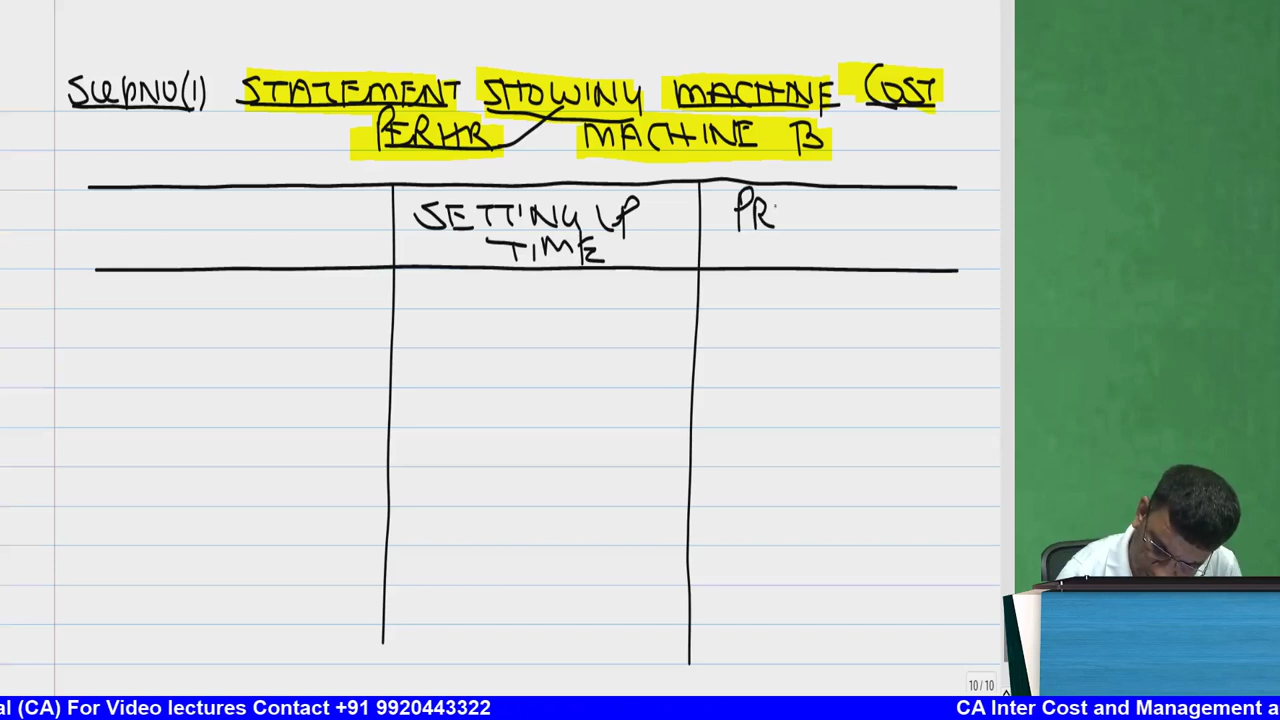 StepNO(1) STATEMENT SHOWING MACHINE COST
PER HR MACHINE B
SETTING UP PR
TIME
10/10
al (CA) For Video lectures Contact +91 9920443322 CA Inter Cost and Management a